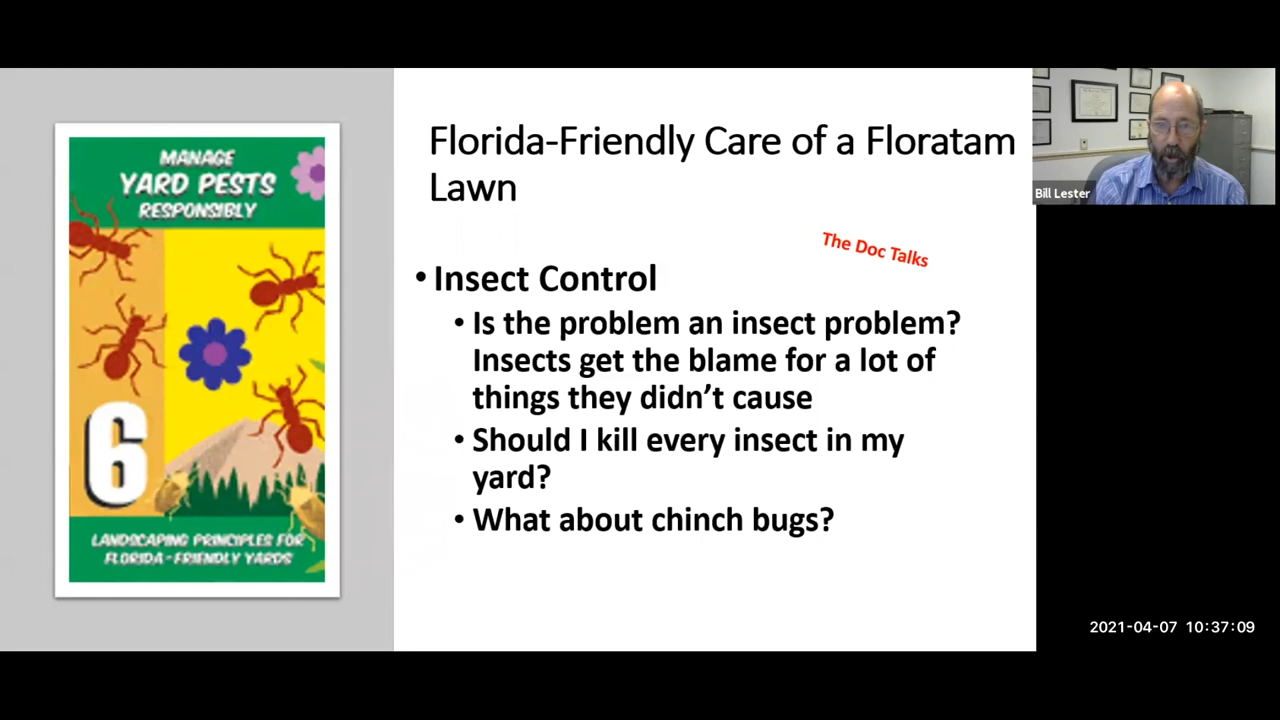 MANAGE
YARD PESTS
RESPONSIBLY
6
LANDSCAPING PRINCIPLES FOR
FLORIDA-FRIENDLY YARDS
Florida-Friendly Care of a Floratam
Lawn
The Doc Talks
• Insect Control
• Is the problem an insect problem?
Insects get the blame for a lot of
things they didn’t cause
• Should I kill every insect in my
yard?
• What about chinch bugs?
Bill Lester
2021-04-07 10:37:09